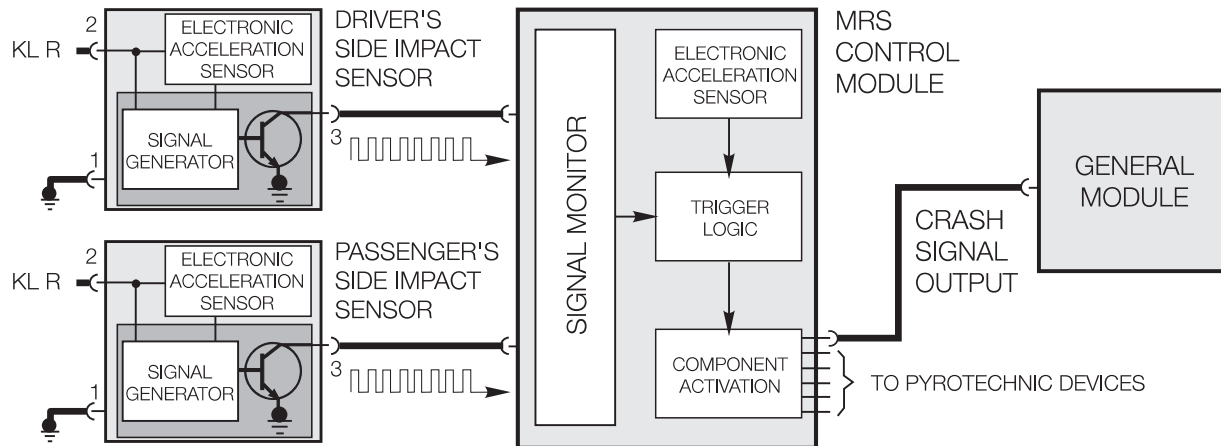 2
KL R
1
ELECTRONIC
ACCELERATION
SENSOR
SIGNAL
GENERATOR
DRIVER'S
SIDE IMPACT
SENSOR
3
2
KL R
1
ELECTRONIC
ACCELERATION
SENSOR
SIGNAL
GENERATOR
PASSENGER'S
SIDE IMPACT
SENSOR
3
SIGNAL MONITOR
ELECTRONIC
ACCELERATION
SENSOR
TRIGGER
LOGIC
COMPONENT
ACTIVATION
MRS
CONTROL
MODULE
CRASH
SIGNAL
OUTPUT
TO PYROTECHNIC DEVICES
GENERAL
MODULE